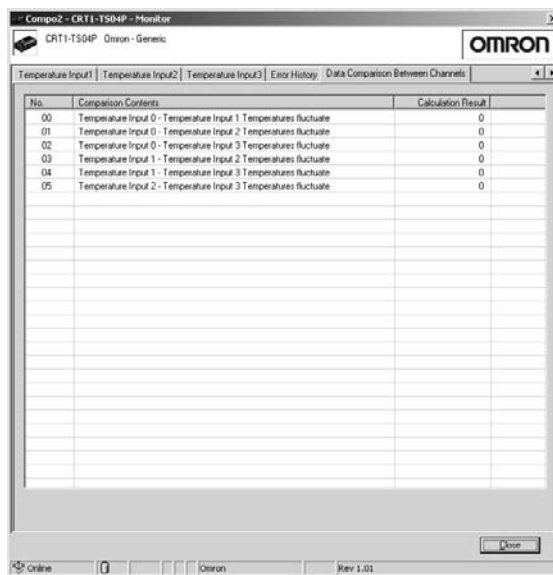 Compo2 - CRT1-TS04P - Monitor
CRT1-TS04P Omron - Generic
OMRON
Temperature Input1 Temperature Input2 Temperature Input3 Error History Data Comparison Between Channels
No. Comparison Contents Calculation Result
00 Temperature Input 0 - Temperature Input 1 Temperatures fluctuate 0
01 Temperature Input 0 - Temperature Input 2 Temperatures fluctuate 0
02 Temperature Input 0 - Temperature Input 3 Temperatures fluctuate 0
03 Temperature Input 1 - Temperature Input 2 Temperatures fluctuate 0
04 Temperature Input 1 - Temperature Input 3 Temperatures fluctuate 0
05 Temperature Input 2 - Temperature Input 3 Temperatures fluctuate 0
Close
Online Omron Rev 1.01